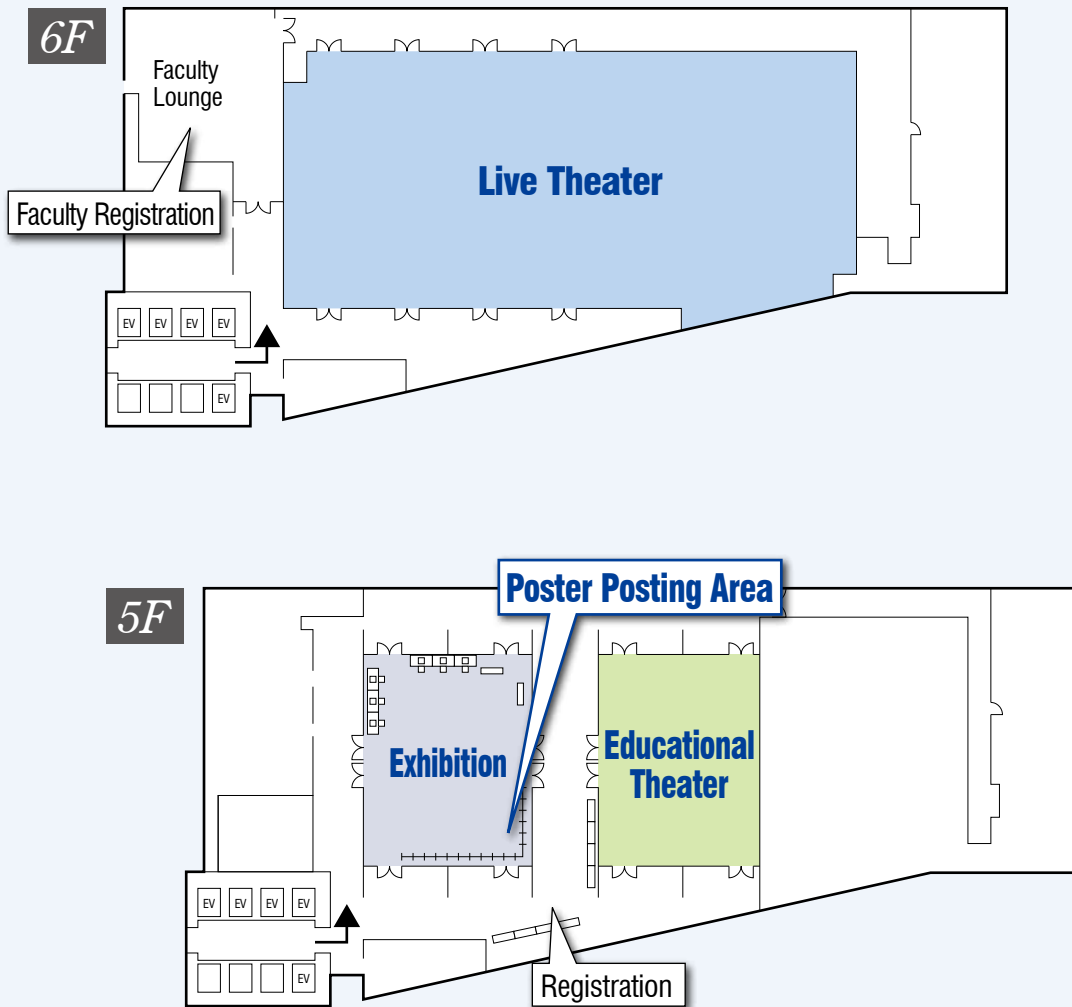 6F
Faculty
Lounge
Live Theater
Faculty Registration
EV EV EV EV
EV
Poster Posting Area
5F
Exhibition
Educational
Theater
EV EV EV EV
EV
Registration